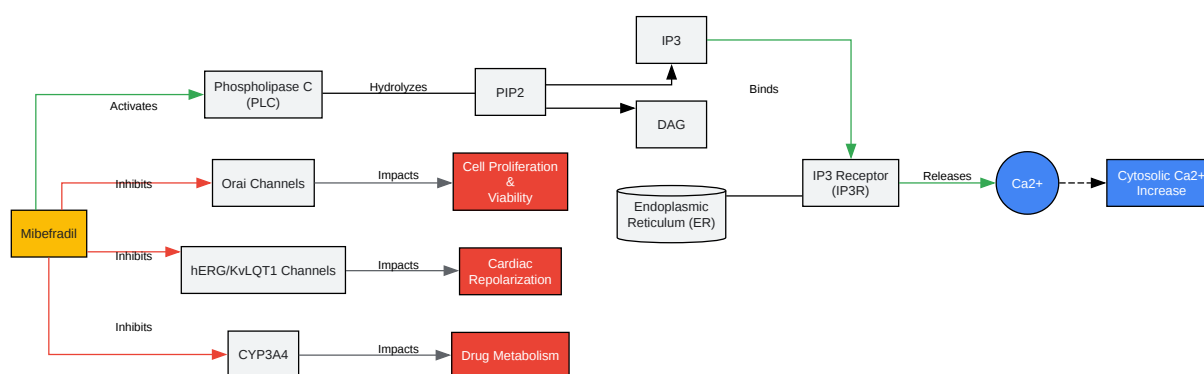 IP3
Phospholipase C
(PLC)
Activates
Hydrolyzes
PIP2
Binds
DAG
Orai Channels
Inhibits
Impacts
Cell Proliferation
&
Viability
IP3 Receptor
(IP3R)
Releases
Ca2+
Cytosolic Ca2+
Increase
Endoplasmic
Reticulum (ER)
Mibefradil
Inhibits
hERG/KvLQT1 Channels
Impacts
Cardiac
Repolarization
Inhibits
CYP3A4
Impacts
Drug Metabolism